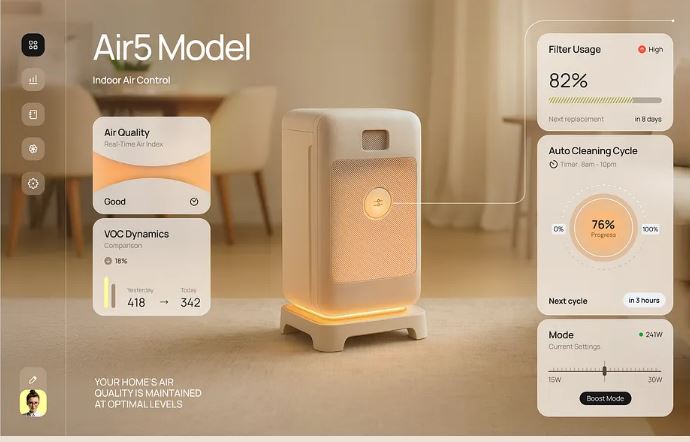 Air5 Model
Indoor Air Control
Air Quality
Real-Time Air Index
Good
VOC Dynamics
Comparison
18%
Yesterday
Today
418 → 342
YOUR HOME'S AIR
QUALITY IS MAINTAINED
AT OPTIMAL LEVELS
Filter Usage
High
82%
Next replacement
in 8 days
Auto Cleaning Cycle
Timer: 8am - 10pm
0%
76%
Progress
100%
Next cycle
in 3 hours
Mode
241W
Current Settings
15W
30W
Boost Mode